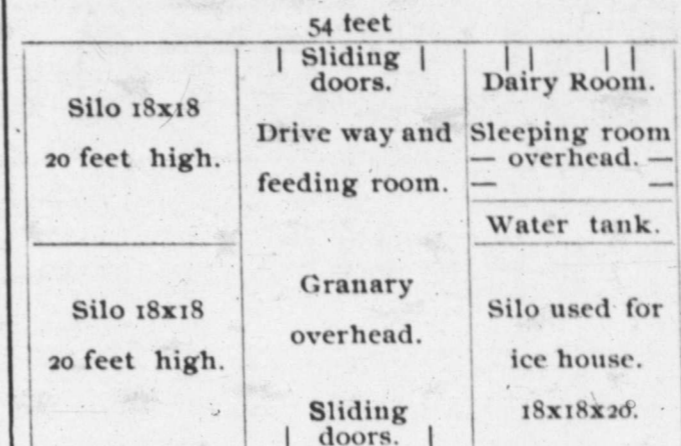 54 feet
Silo 18x18
20 feet high.
Silo 18x18
20 feet high.
Sliding
doors.
Drive way and
feeding room.
Granary
overhead.
Sliding
doors.
Dairy Room.
Sleeping room
— overhead. —
Water tank.
Silo used for
ice house.
18x18x20.